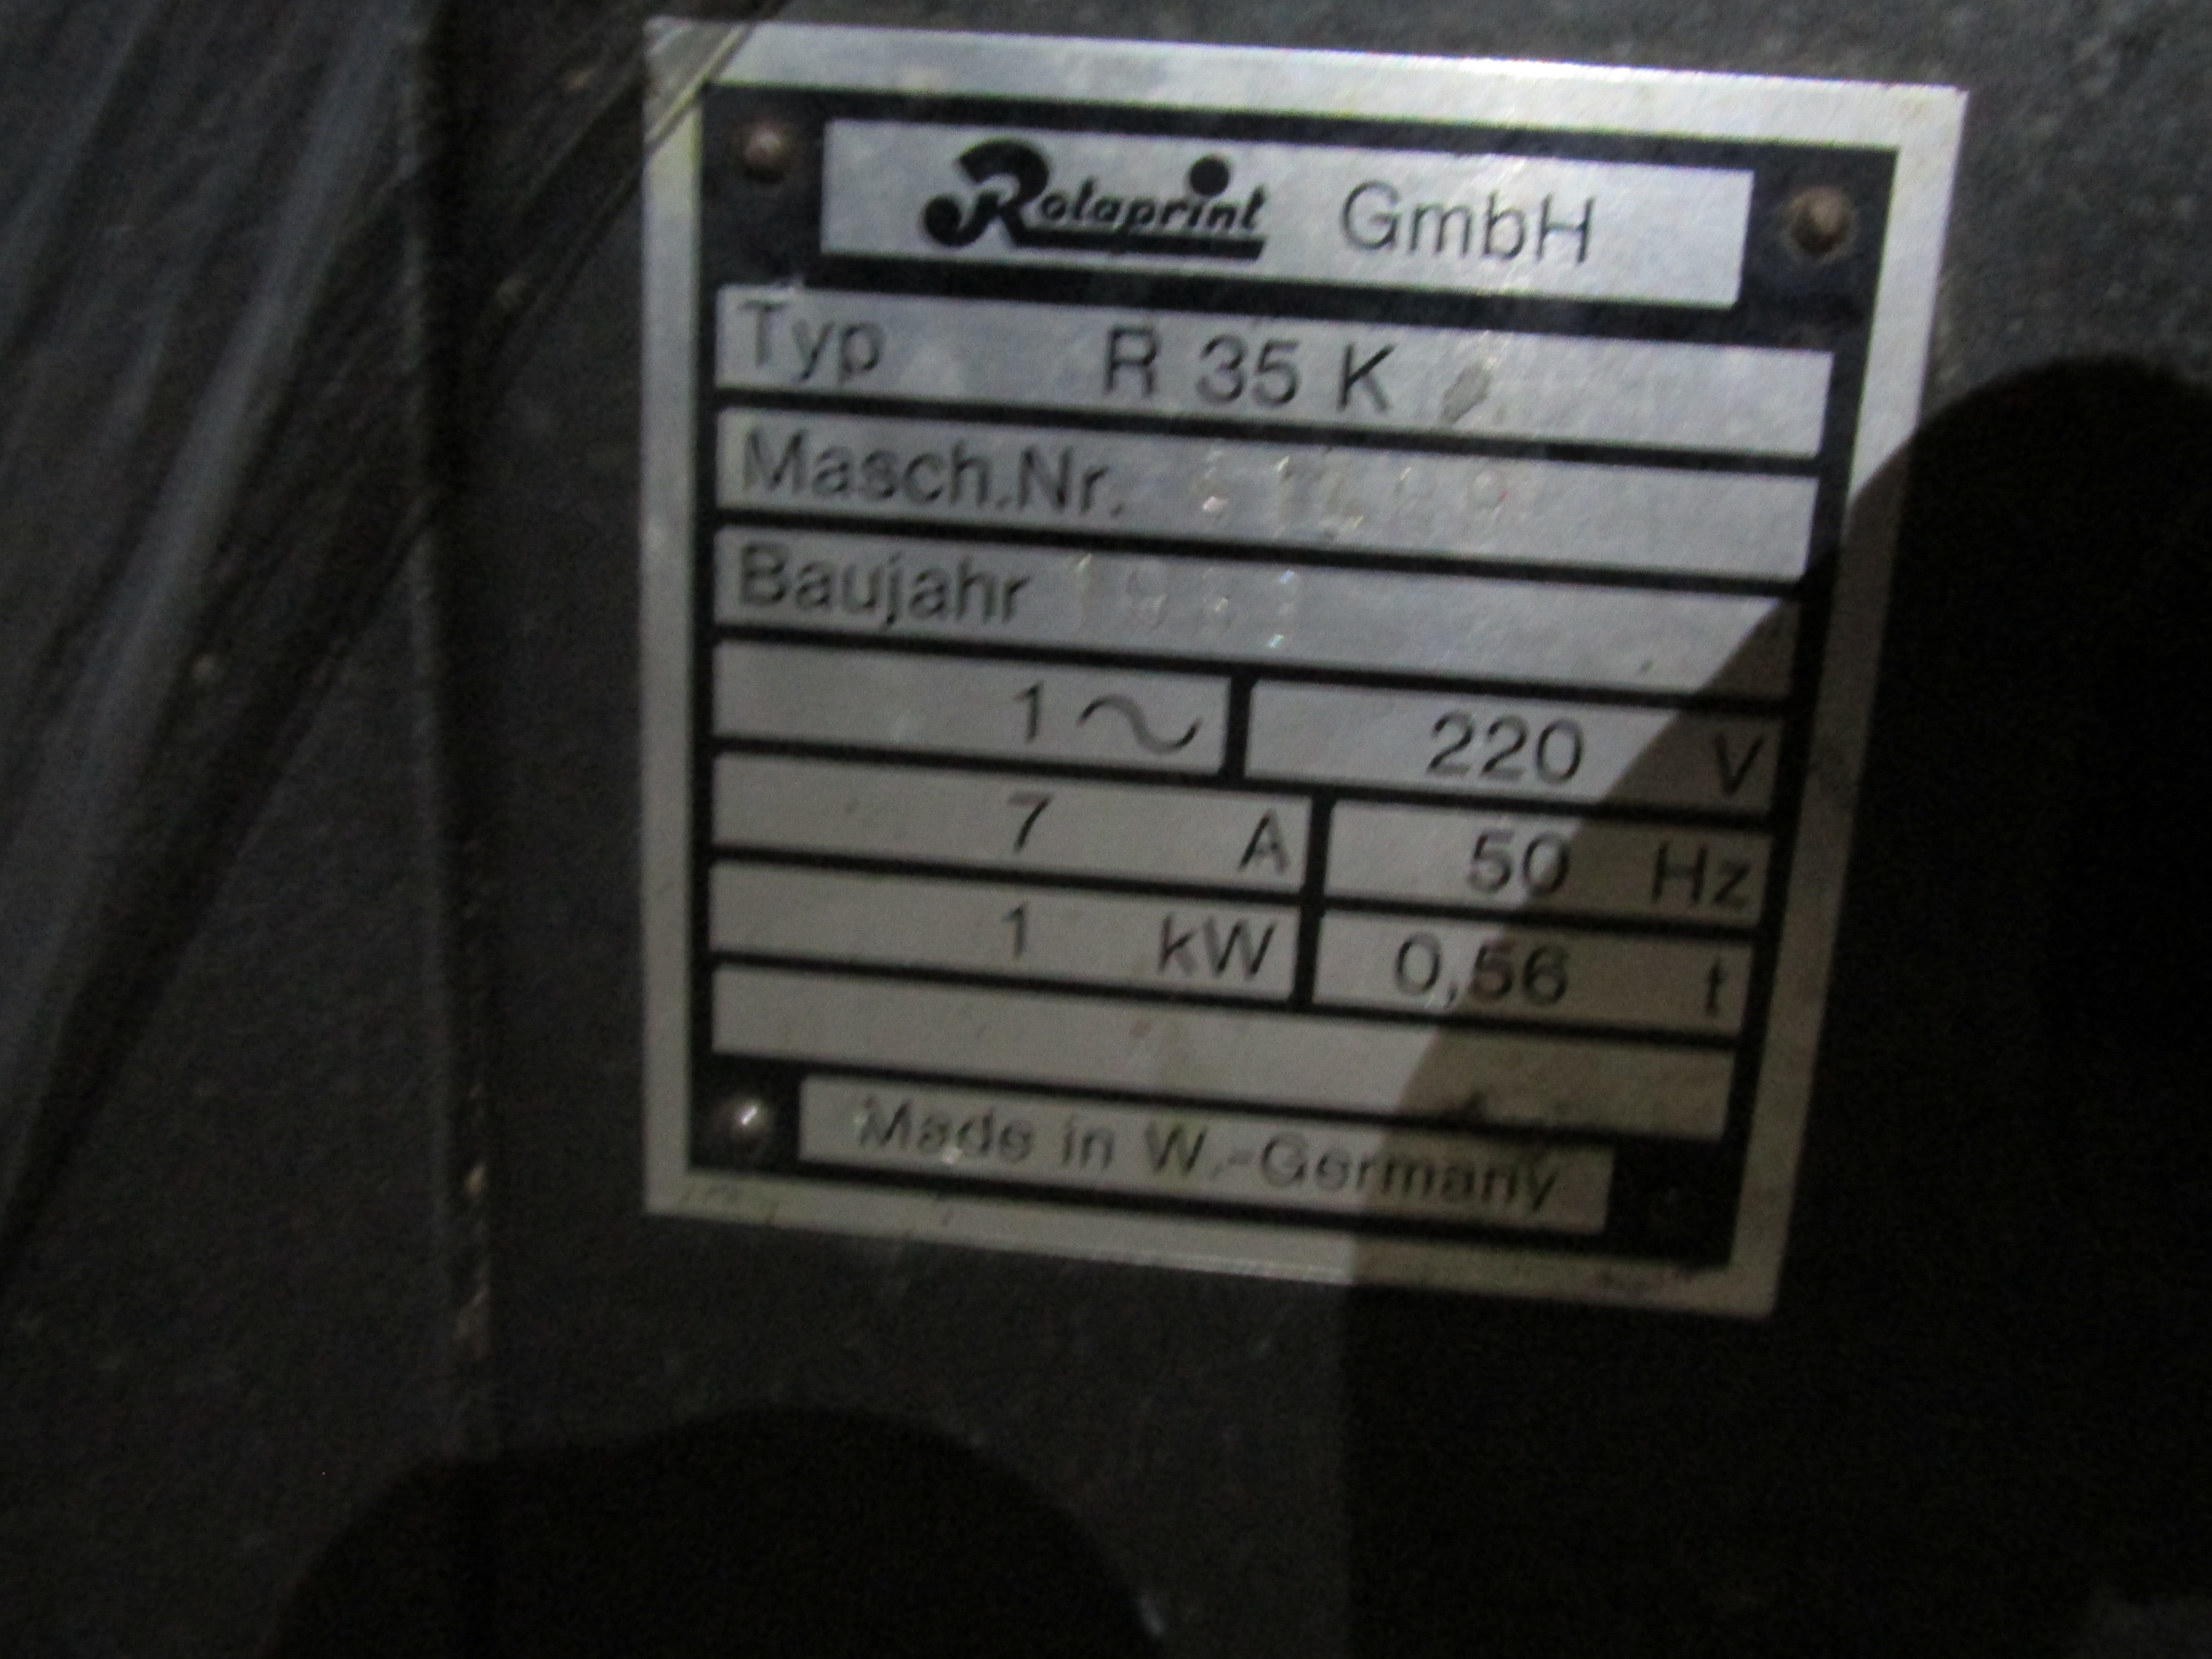 Rotaprint GmbH
Typ R 35 K
Masch.Nr.
Baujahr
1 ~ 220 V
7 A 50 Hz
1 kW 0,56 t
Made in W.-Germany